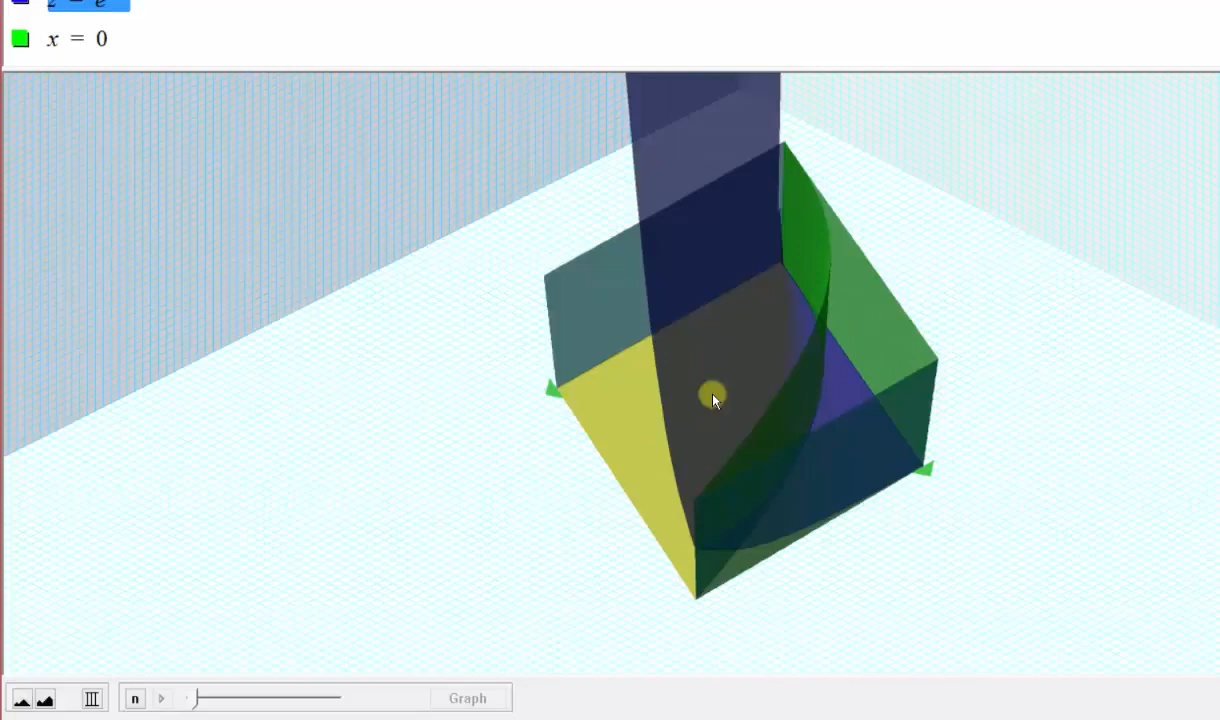 z = e
x = 0
n
Graph